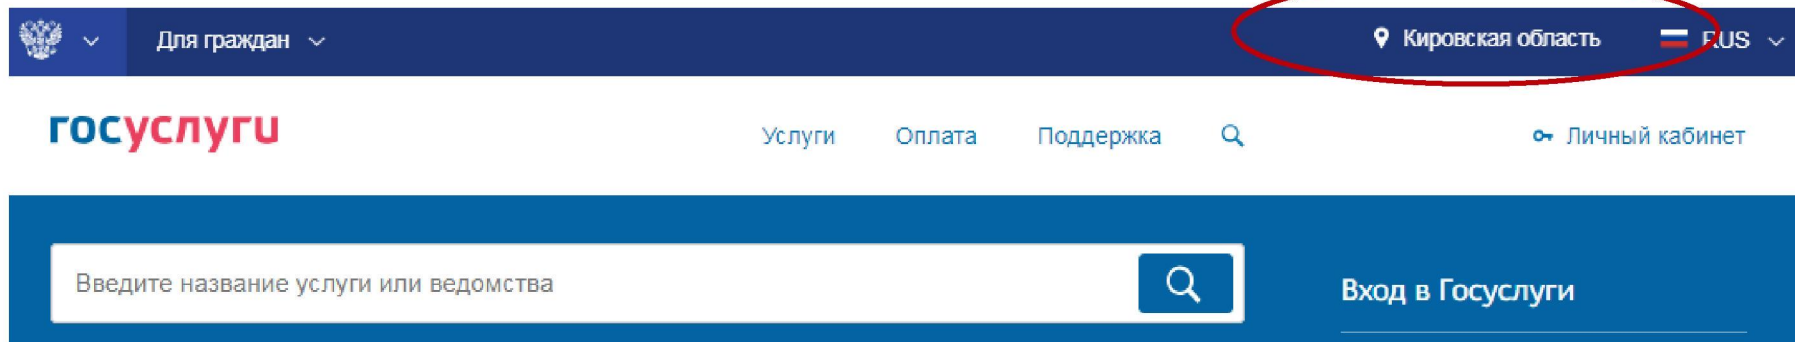 Для граждан Кировская область RUS
госуслуги Услуги Оплата Поддержка Личный кабинет
Введите название услуги или ведомства
Вход в Госуслуги